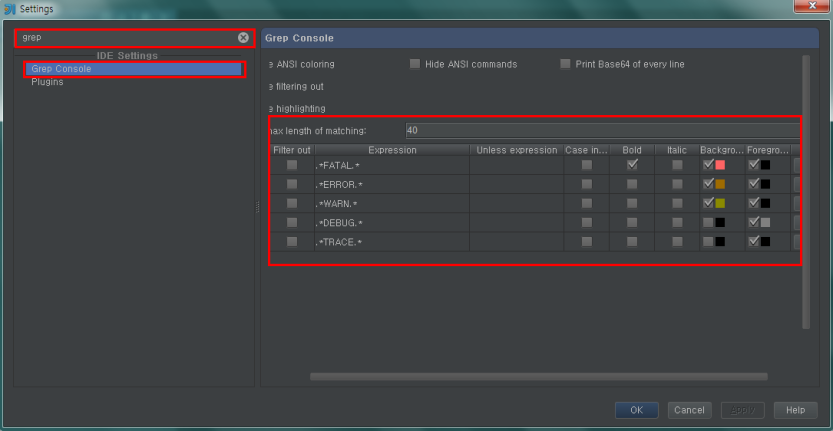 Settings
grep
IDE Settings
Grep Console
Plugins
Grep Console
e ANSI coloring Hide ANSI commands Print Base64 of every line
e filtering out
e highlighting
max length of matching: 40
Filter out Expression Unless expression Case in... Bold Italic Backgro... Foregro...
.*FATAL.*
.*ERROR.*
.*WARN.*
.*DEBUG.*
.*TRACE.*
OK Cancel Apply Help